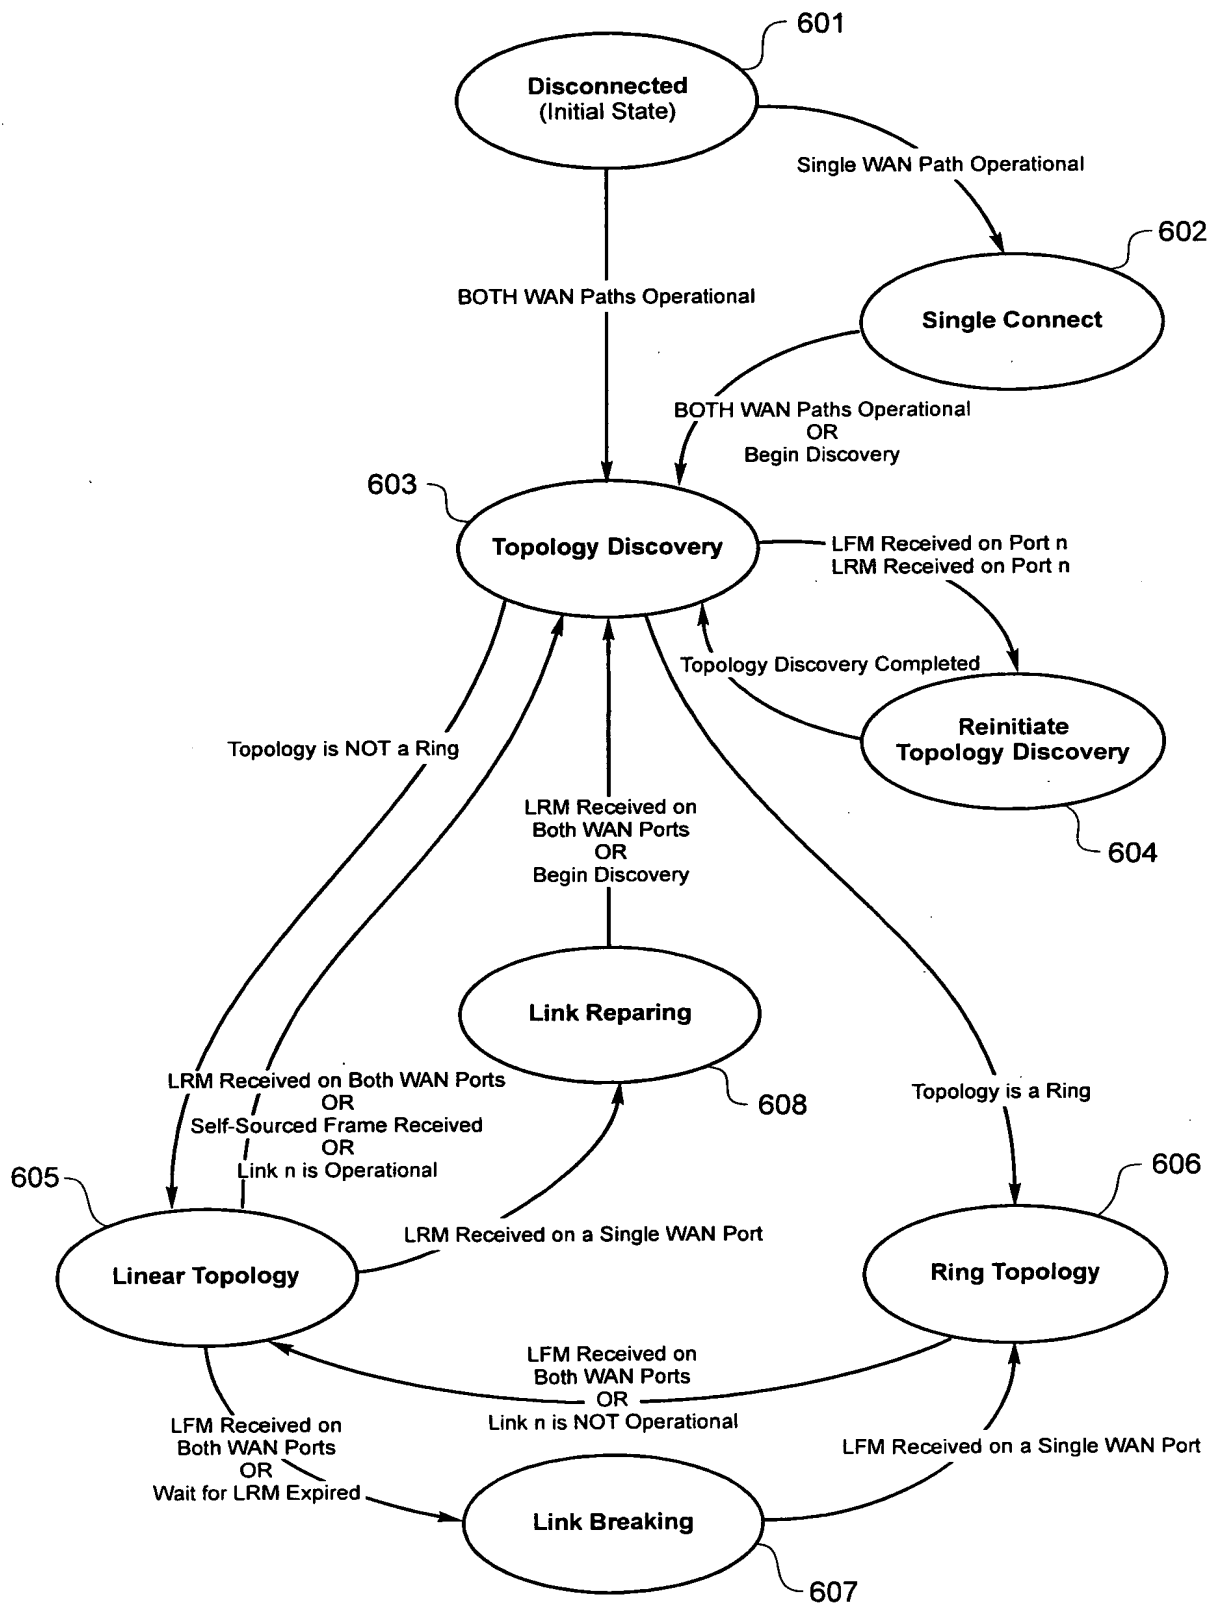 601
Disconnected
(Initial State)
Single WAN Path Operational
602
Single Connect
BOTH WAN Paths Operational
BOTH WAN Paths Operational
OR
Begin Discovery
603
Topology Discovery
LFM Received on Port n
LRM Received on Port n
Topology Discovery Completed
Reinitiate
Topology Discovery
604
Topology is NOT a Ring
LRM Received on
Both WAN Ports
OR
Begin Discovery
Link Reparing
608
LRM Received on Both WAN Ports
OR
Self-Sourced Frame Received
OR
Link n is Operational
Topology is a Ring
605
606
LRM Received on a Single WAN Port
Linear Topology
Ring Topology
LFM Received on
Both WAN Ports
OR
Link n is NOT Operational
LFM Received on
Both WAN Ports
OR
Wait for LRM Expired
LFM Received on a Single WAN Port
Link Breaking
607